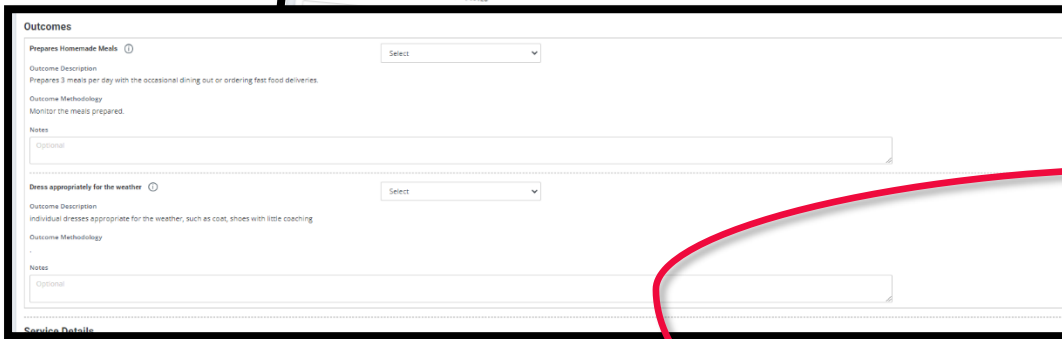 Outcomes
Prepares Homemade Meals
Select
Outcome Description
Prepares 3 meals per day with the occasional dining out or ordering fast food deliveries.
Outcome Methodology
Monitor the meals prepared.
Notes
Optional
Dress appropriately for the weather
Select
Outcome Description
Individual dresses appropriate for the weather, such as coat, shoes with little coaching
Outcome Methodology
.
Notes
Optional
Service Details